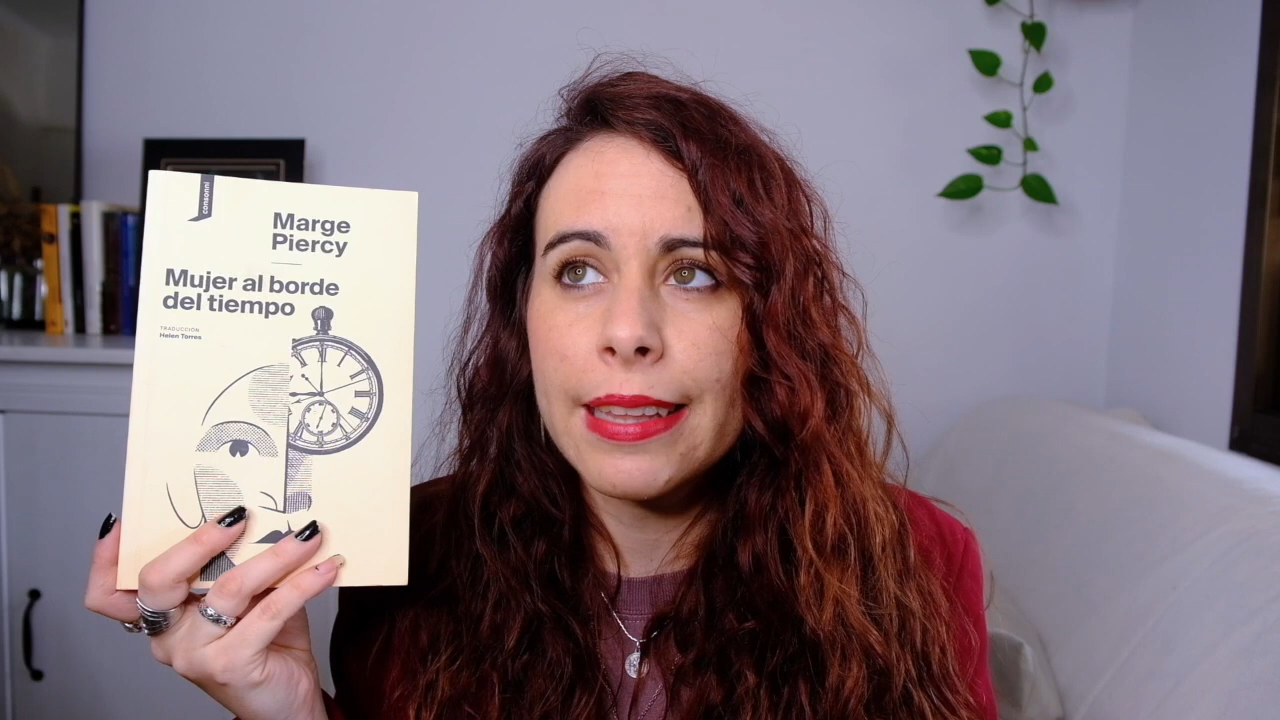 consonni
Marge
Piercy
Mujer al borde
del tiempo
TRADUCCIÓN
Helen Torres